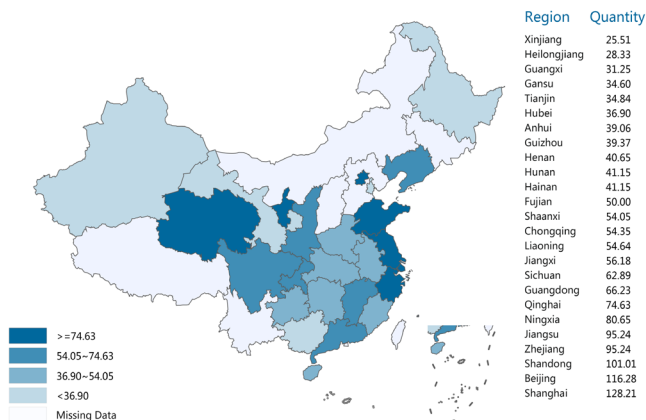 Region Quantity
Xinjiang 25.51
Heilongjiang 28.33
Guangxi 31.25
Gansu 34.60
Tianjin 34.84
Hubei 36.90
Anhui 39.06
Guizhou 39.37
Henan 40.65
Hunan 41.15
Hainan 41.15
Fujian 50.00
Shaanxi 54.05
Chongqing 54.35
Liaoning 54.64
Jiangxi 56.18
Sichuan 62.89
Guangdong 66.23
Qinghai 74.63
Ningxia 80.65
Jiangsu 95.24
Zhejiang 95.24
Shandong 101.01
Beijing 116.28
Shanghai 128.21
>=74.63
54.05~74.63
36.90~54.05
<36.90
Missing Data